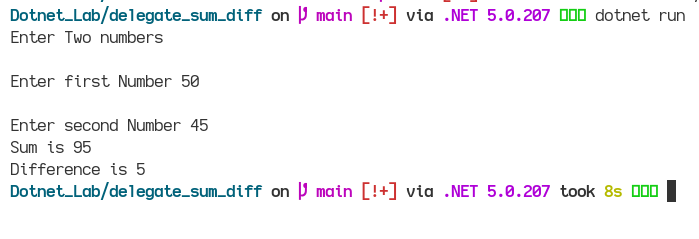 Dotnet_Lab/delegate_sum_diff on main [!+] via .NET 5.0.207 dotnet run
Enter Two numbers
Enter first Number 50
Enter second Number 45
Sum is 95
Difference is 5
Dotnet_Lab/delegate_sum_diff on main [!+] via .NET 5.0.207 took 8s